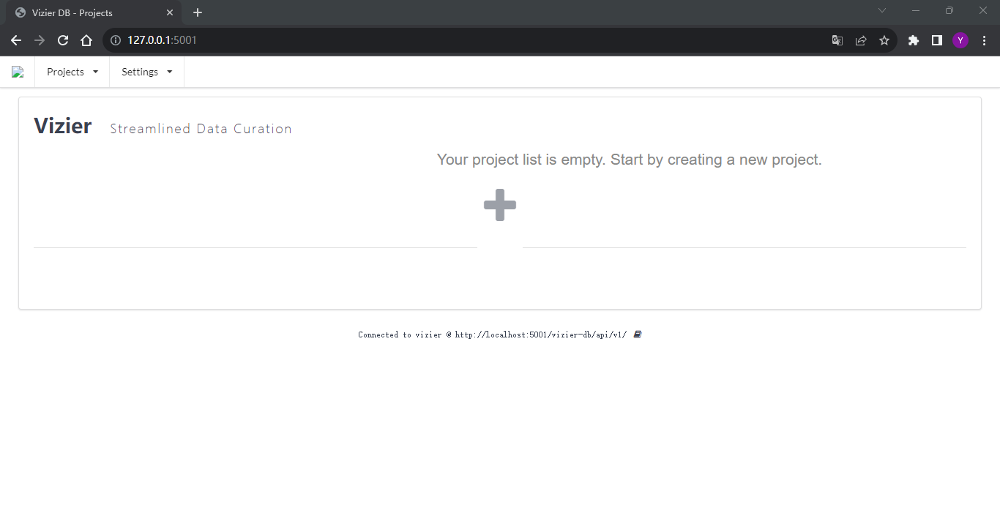 Vizier DB - Projects
127.0.0.1:5001
Y
Projects
Settings
Vizier Streamlined Data Curation
Your project list is empty. Start by creating a new project.
Connected to vizier @ http://localhost:5001/vizier-db/api/v1/